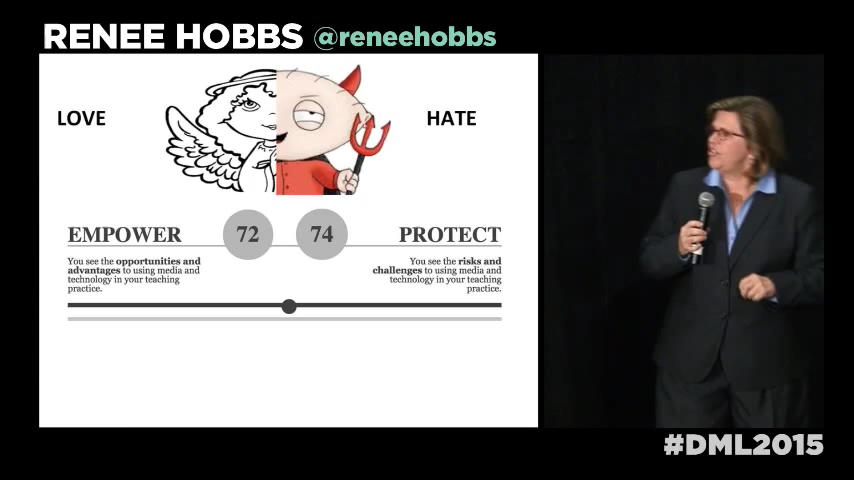 RENEE HOBBS @reneehobbs
LOVE
HATE
EMPOWER 72 74 PROTECT
You see the opportunities and
advantages to using media and
technology in your teaching
practice.
You see the risks and
challenges to using media and
technology in your teaching
practice.
#DML2015